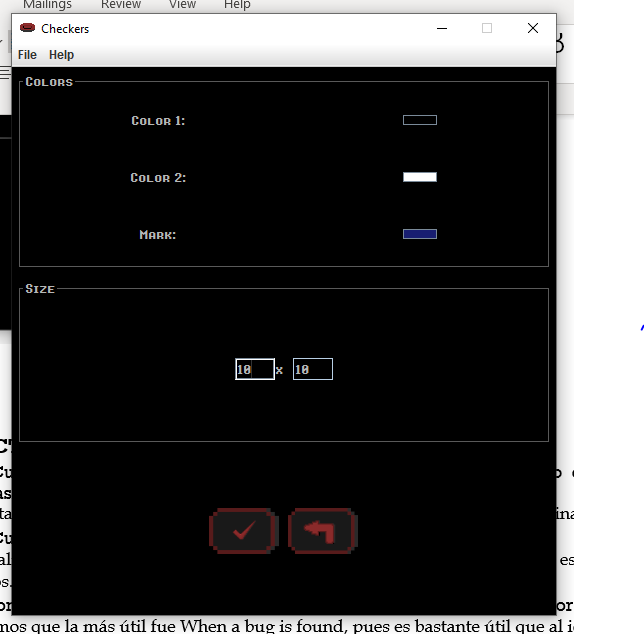 Mailings Review View Help
Checkers
File Help
Colors
Color 1:
Color 2:
Mark:
Size
10 x 10
os.
mos que la más útil fue When a bug is found, pues es bastante útil que al